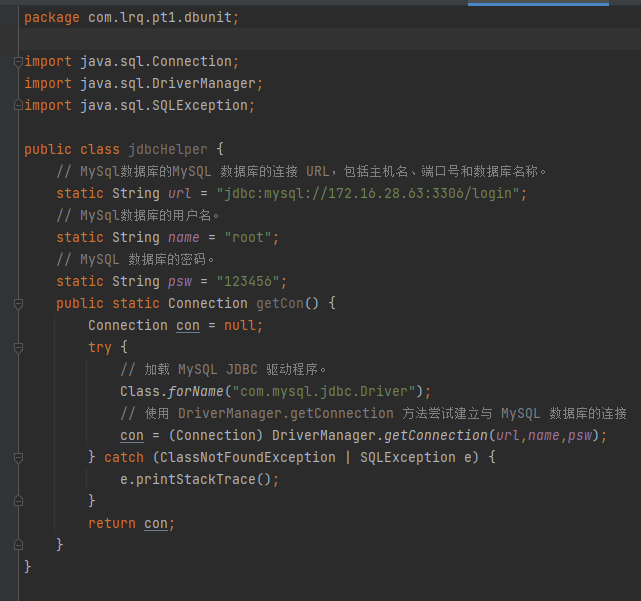 package com.lrq.pt1.dbunit;
import java.sql.Connection;
import java.sql.DriverManager;
import java.sql.SQLException;
public class jdbcHelper {
// MySql数据库的MySQL 数据库的连接 URL，包括主机名、端口号和数据库名称。
static String url = "jdbc:mysql://172.16.28.63:3306/login";
// MySql数据库的用户名。
static String name = "root";
// MySQL 数据库的密码。
static String psw = "123456";
public static Connection getCon() {
Connection con = null;
try {
// 加载 MySQL JDBC 驱动程序。
Class.forName("com.mysql.jdbc.Driver");
// 使用 DriverManager.getConnection 方法尝试建立与 MySQL 数据库的连接
con = (Connection) DriverManager.getConnection(url,name,psw);
} catch (ClassNotFoundException | SQLException e) {
e.printStackTrace();
}
return con;
}
}